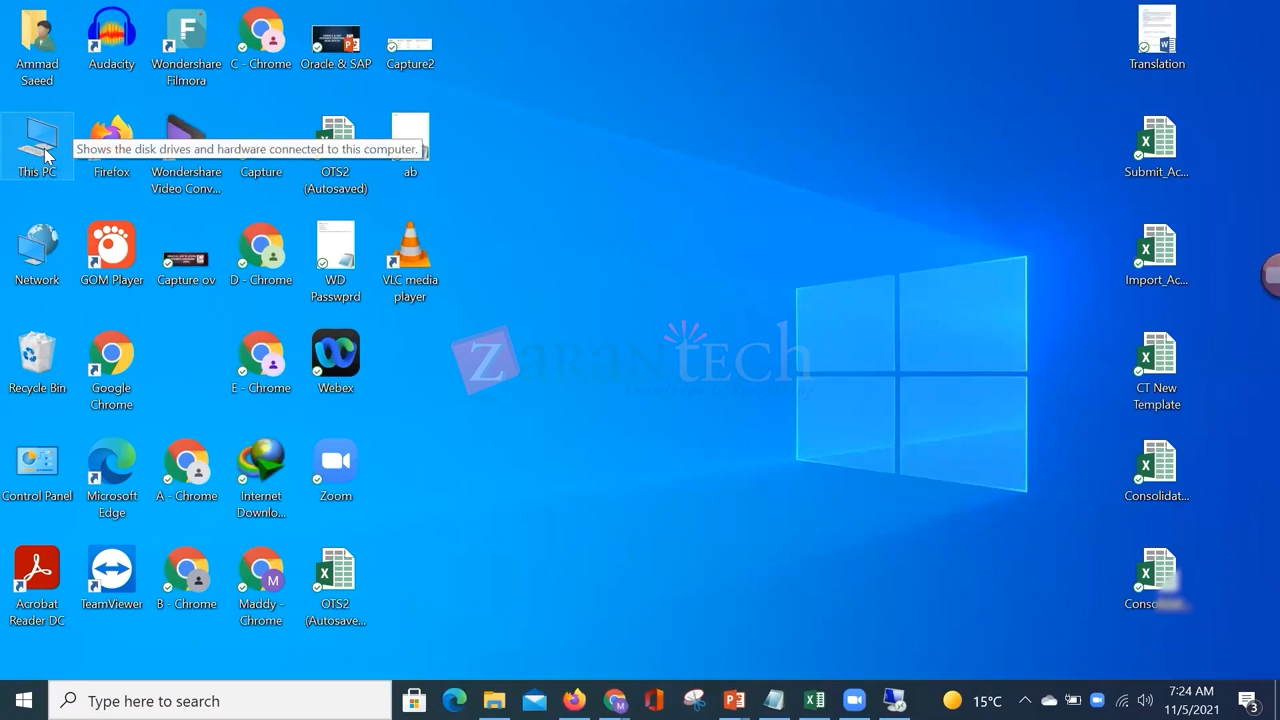 Ammad
Saeed
Audacity
Wondershare
Filmora
C - Chrome
Oracle & SAP
Capture2
Translation
This PC
Shows the disk drives and hardware connected to this computer.
Firefox
Wondershare
Video Conv...
Capture
OTS2
(Autosaved)
ab
Submit_Ac...
Network
GOM Player
Capture ov
D - Chrome
WD
Passwprd
VLC media
player
Import_Ac...
Recycle Bin
Google
Chrome
E - Chrome
Webex
zarantech
CT New
Template
Control Panel
Microsoft
Edge
A - Chrome
Internet
Downlo...
Zoom
Consolidat...
Acrobat
Reader DC
TeamViewer
B - Chrome
Maddy -
Chrome
OTS2
(Autosave...
Type here to search
15°C
7:24 AM
11/5/2021
3